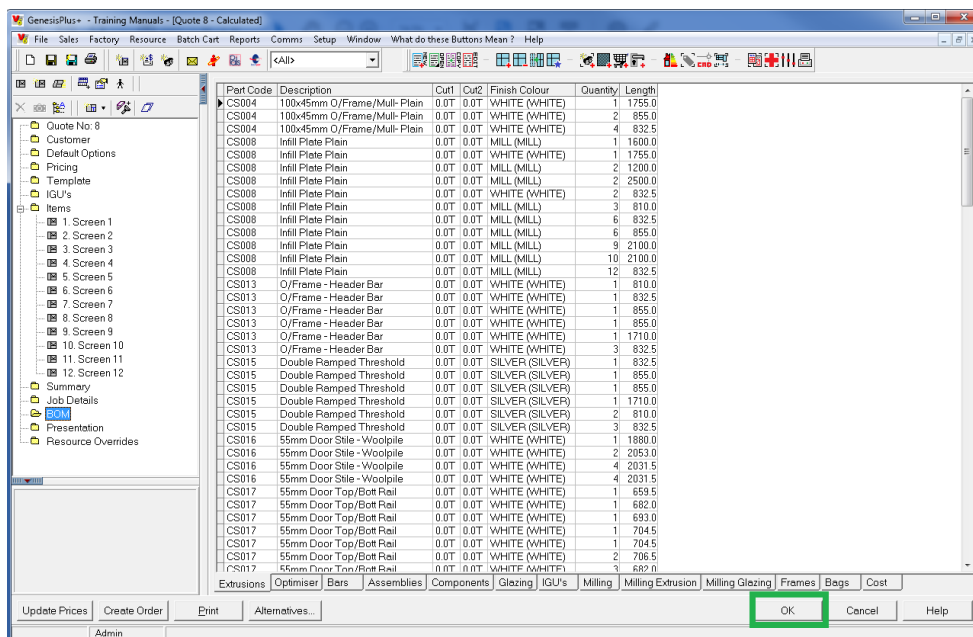 GenesisPlus+ - Training Manuals - [Quote 8 - Calculated]
File Sales Factory Resource Batch Cart Reports Comms Setup Window What do these Buttons Mean ? Help
<All>
Quote No: 8
Customer
Default Options
Pricing
Template
IGU's
Items
1. Screen 1
2. Screen 2
3. Screen 3
4. Screen 4
5. Screen 5
6. Screen 6
7. Screen 7
8. Screen 8
9. Screen 9
10. Screen 10
11. Screen 11
12. Screen 12
Summary
Job Details
BOM
Presentation
Resource Overrides
Part Code Description Cut1 Cut2 Finish Colour Quantity Length
CS004 100x45mm O/Frame/Mull- Plain 0.0T 0.0T WHITE (WHITE) 1 1755.0
CS004 100x45mm O/Frame/Mull- Plain 0.0T 0.0T WHITE (WHITE) 2 855.0
CS004 100x45mm O/Frame/Mull- Plain 0.0T 0.0T WHITE (WHITE) 4 832.5
CS008 Infill Plate Plain 0.0T 0.0T MILL (MILL) 1 1600.0
CS008 Infill Plate Plain 0.0T 0.0T WHITE (WHITE) 1 1755.0
CS008 Infill Plate Plain 0.0T 0.0T MILL (MILL) 2 1200.0
CS008 Infill Plate Plain 0.0T 0.0T MILL (MILL) 2 2500.0
CS008 Infill Plate Plain 0.0T 0.0T WHITE (WHITE) 2 832.5
CS008 Infill Plate Plain 0.0T 0.0T MILL (MILL) 3 810.0
CS008 Infill Plate Plain 0.0T 0.0T MILL (MILL) 6 832.5
CS008 Infill Plate Plain 0.0T 0.0T MILL (MILL) 6 855.0
CS008 Infill Plate Plain 0.0T 0.0T MILL (MILL) 9 2100.0
CS008 Infill Plate Plain 0.0T 0.0T MILL (MILL) 10 2100.0
CS008 Infill Plate Plain 0.0T 0.0T MILL (MILL) 12 832.5
CS013 O/Frame - Header Bar 0.0T 0.0T WHITE (WHITE) 1 810.0
CS013 O/Frame - Header Bar 0.0T 0.0T WHITE (WHITE) 1 832.5
CS013 O/Frame - Header Bar 0.0T 0.0T WHITE (WHITE) 1 855.0
CS013 O/Frame - Header Bar 0.0T 0.0T WHITE (WHITE) 1 855.0
CS013 O/Frame - Header Bar 0.0T 0.0T WHITE (WHITE) 1 1710.0
CS013 O/Frame - Header Bar 0.0T 0.0T WHITE (WHITE) 3 832.5
CS015 Double Ramped Threshold 0.0T 0.0T SILVER (SILVER) 1 832.5
CS015 Double Ramped Threshold 0.0T 0.0T SILVER (SILVER) 1 855.0
CS015 Double Ramped Threshold 0.0T 0.0T SILVER (SILVER) 1 855.0
CS015 Double Ramped Threshold 0.0T 0.0T SILVER (SILVER) 1 1710.0
CS015 Double Ramped Threshold 0.0T 0.0T SILVER (SILVER) 2 810.0
CS015 Double Ramped Threshold 0.0T 0.0T SILVER (SILVER) 3 832.5
CS016 55mm Door Stile - Woolpile 0.0T 0.0T WHITE (WHITE) 1 1880.0
CS016 55mm Door Stile - Woolpile 0.0T 0.0T WHITE (WHITE) 2 2053.0
CS016 55mm Door Stile - Woolpile 0.0T 0.0T WHITE (WHITE) 4 2031.5
CS016 55mm Door Stile - Woolpile 0.0T 0.0T WHITE (WHITE) 4 2031.5
CS017 55mm Door Top/Bott Rail 0.0T 0.0T WHITE (WHITE) 1 659.5
CS017 55mm Door Top/Bott Rail 0.0T 0.0T WHITE (WHITE) 1 682.0
CS017 55mm Door Top/Bott Rail 0.0T 0.0T WHITE (WHITE) 1 693.0
CS017 55mm Door Top/Bott Rail 0.0T 0.0T WHITE (WHITE) 1 704.5
CS017 55mm Door Top/Bott Rail 0.0T 0.0T WHITE (WHITE) 1 704.5
CS017 55mm Door Top/Bott Rail 0.0T 0.0T WHITE (WHITE) 2 706.5
CS017 55mm Door Top/Bott Rail 0.0T 0.0T WHITE (WHITE) 3 682.0
Extrusions Optimiser Bars Assemblies Components Glazing IGU's Milling Milling Extrusion Milling Glazing Frames Bags Cost
Update Prices Create Order Print Alternatives... OK Cancel Help
Admin